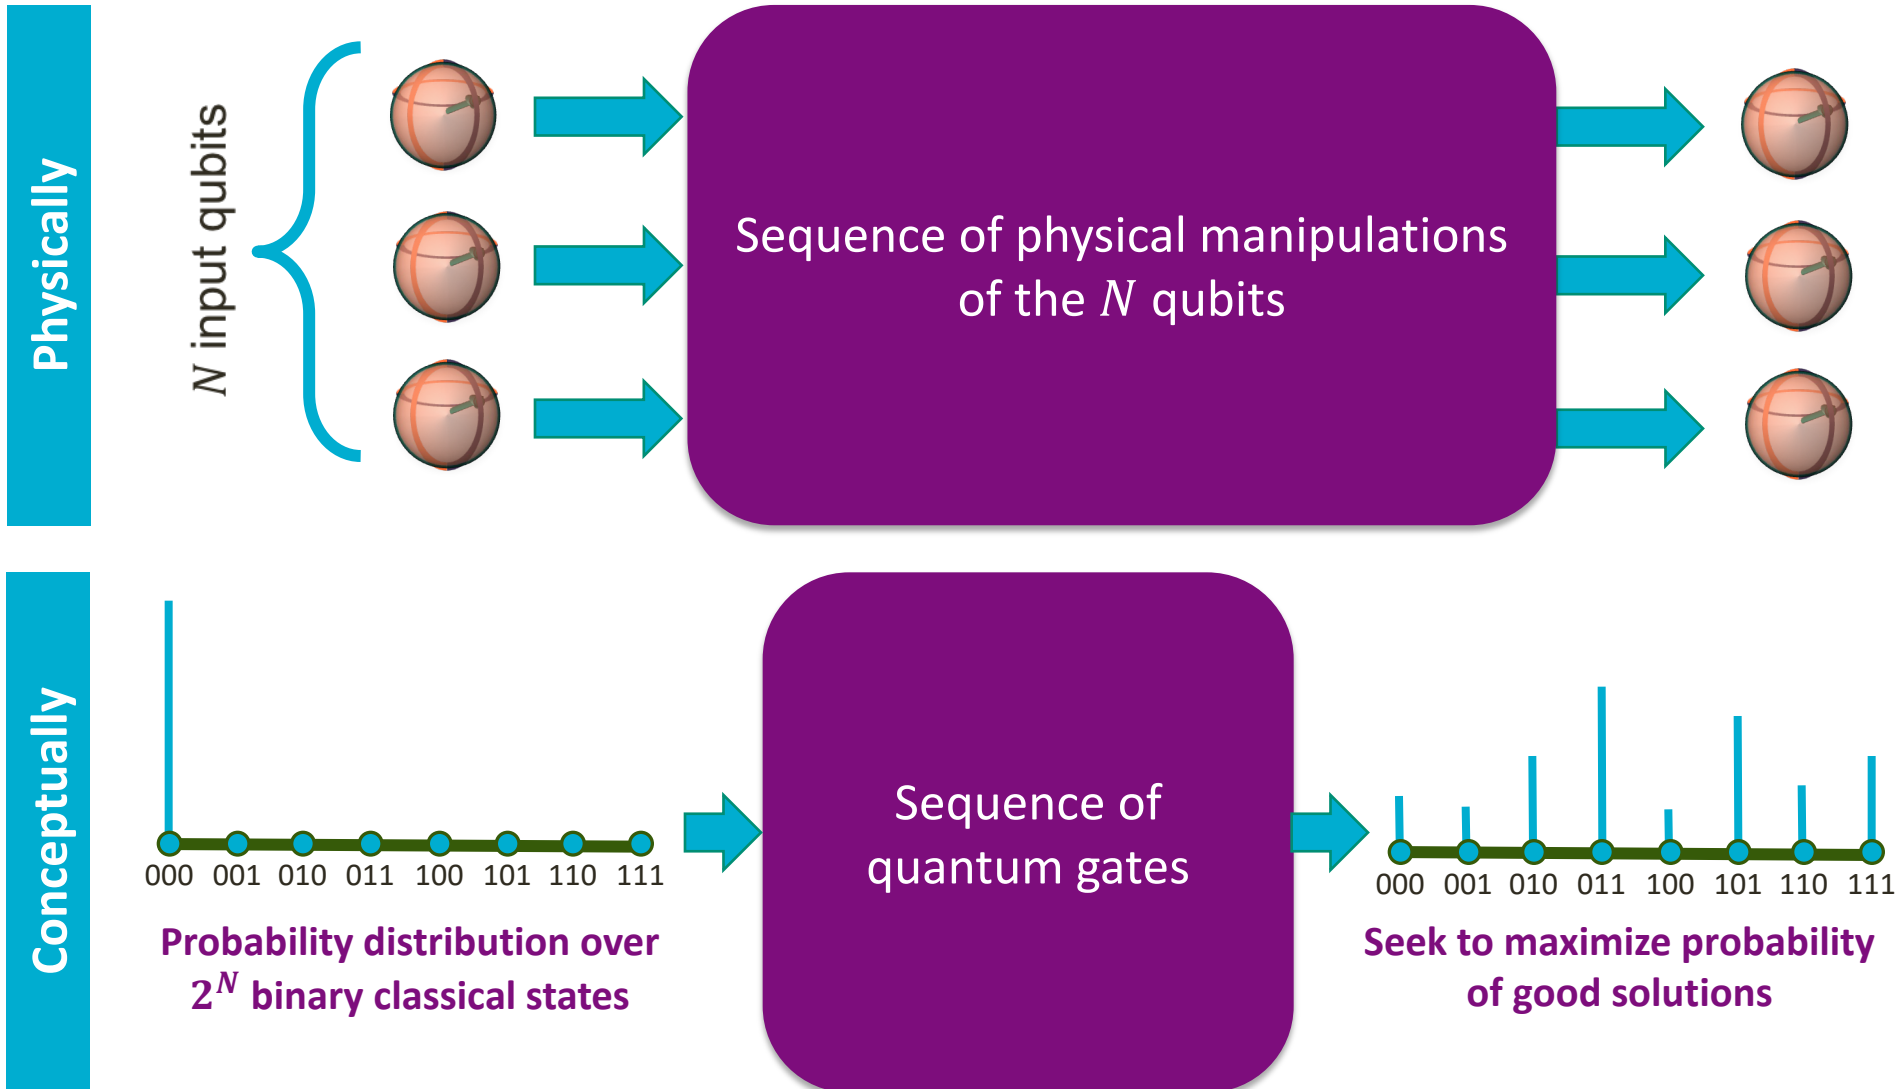 Physically
N input qubits
Sequence of physical manipulations
of the N qubits
Conceptually
000 001 010 011 100 101 110 111
Probability distribution over
2^N binary classical states
Sequence of
quantum gates
000 001 010 011 100 101 110 111
Seek to maximize probability
of good solutions